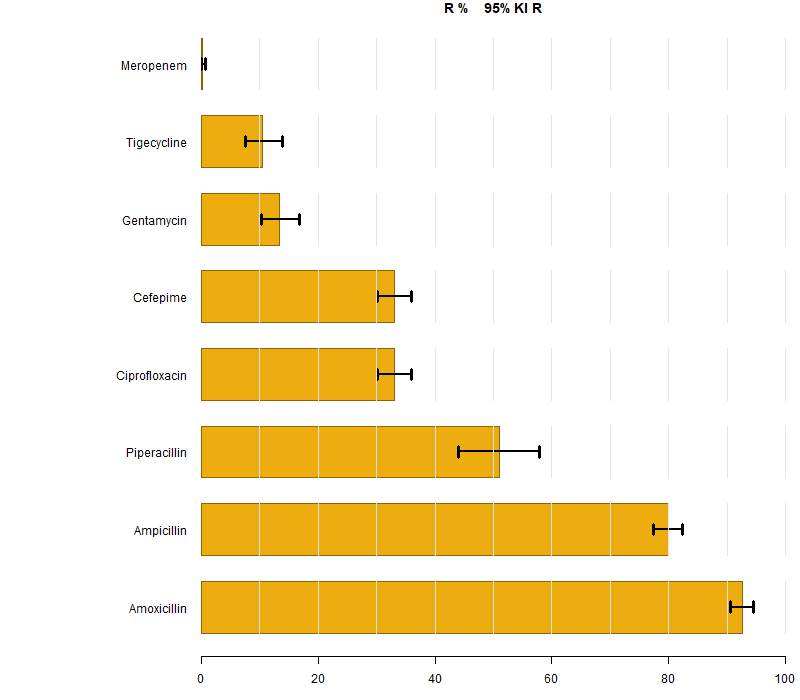 R % 95% KI R
Meropenem
Tigecycline
Gentamycin
Cefepime
Ciprofloxacin
Piperacillin
Ampicillin
Amoxicillin
0 20 40 60 80 100